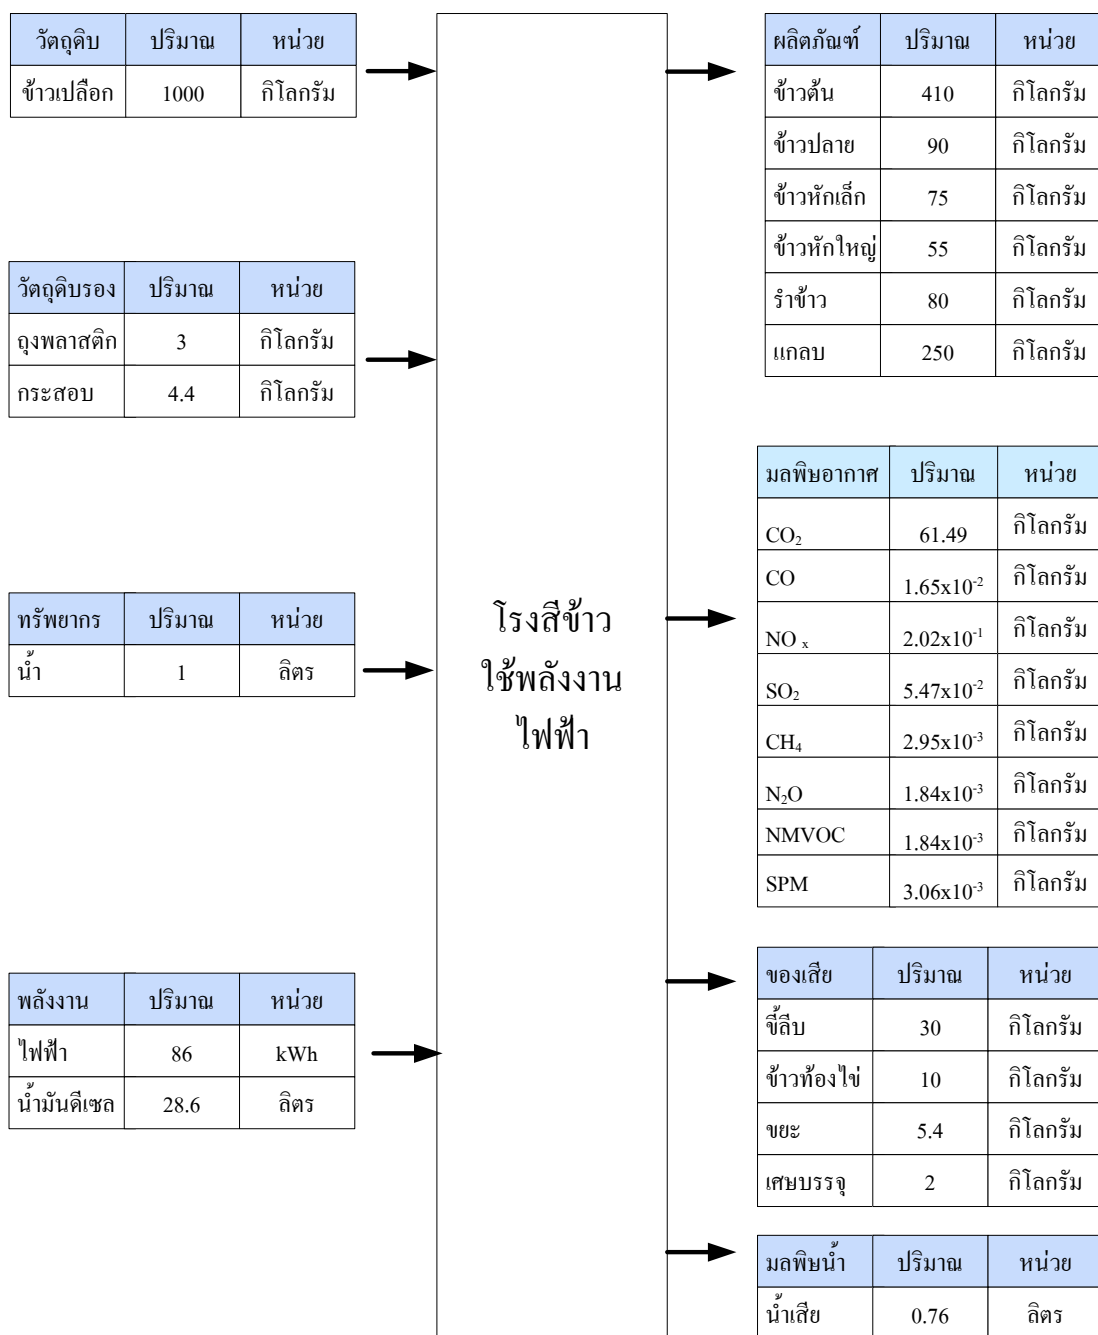 วัตถุดิบ ปริมาณ หน่วย
ข้าวเปลือก 1000 กิโลกรัม
วัตถุดิบรอง ปริมาณ หน่วย
ถุงพลาสติก 3 กิโลกรัม
กระสอบ 4.4 กิโลกรัม
ทรัพยากร ปริมาณ หน่วย
น้ำ 1 ลิตร
พลังงาน ปริมาณ หน่วย
ไฟฟ้า 86 kWh
น้ำมันดีเซล 28.6 ลิตร
โรงสีข้าว
ใช้พลังงาน
ไฟฟ้า
ผลิตภัณฑ์ ปริมาณ หน่วย
ข้าวต้น 410 กิโลกรัม
ข้าวปลาย 90 กิโลกรัม
ข้าวหักเล็ก 75 กิโลกรัม
ข้าวหักใหญ่ 55 กิโลกรัม
รำข้าว 80 กิโลกรัม
แกลบ 250 กิโลกรัม
มลพิษอากาศ ปริมาณ หน่วย
CO₂ 61.49 กิโลกรัม
CO 1.65x10⁻² กิโลกรัม
NOₓ 2.02x10⁻¹ กิโลกรัม
SO₂ 5.47x10⁻² กิโลกรัม
CH₄ 2.95x10⁻³ กิโลกรัม
N₂O 1.84x10⁻³ กิโลกรัม
NMVOC 1.84x10⁻³ กิโลกรัม
SPM 3.06x10⁻³ กิโลกรัม
ของเสีย ปริมาณ หน่วย
ขี้ลีบ 30 กิโลกรัม
ข้าวท้องไข่ 10 กิโลกรัม
ขยะ 5.4 กิโลกรัม
เศษบรรจุ 2 กิโลกรัม
มลพิษน้ำ ปริมาณ หน่วย
น้ำเสีย 0.76 ลิตร